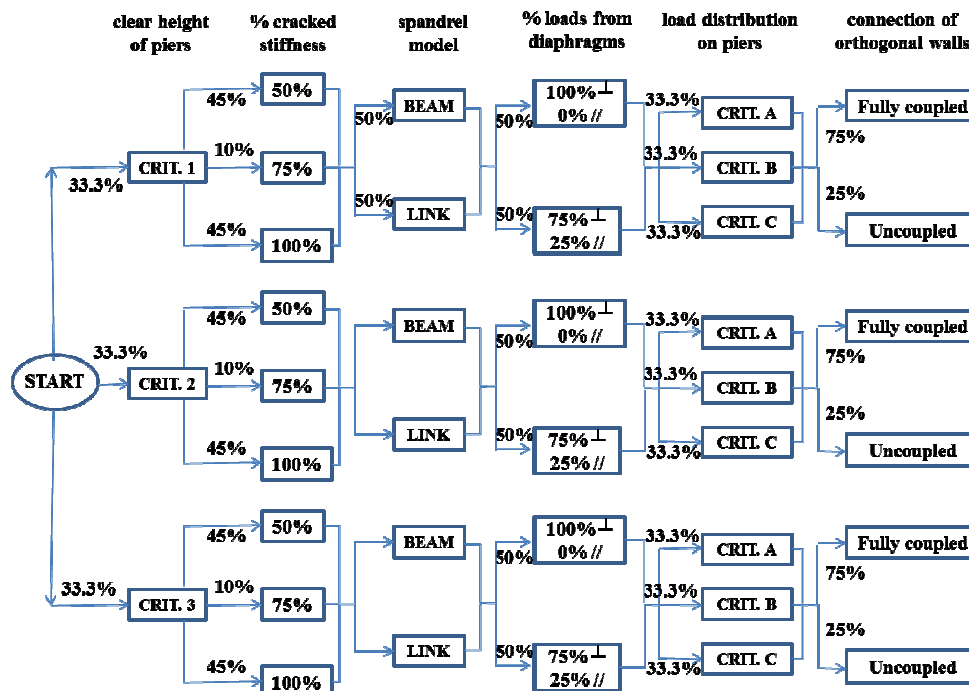 clear height
of piers
% cracked
stiffness
spandrel
model
% loads from
diaphragms
load distribution
on piers
connection of
orthogonal walls
START
33.3%
CRIT. 1
45%
50%
10%
75%
45%
100%
50%
BEAM
50%
LINK
50%
100% ⊥
0% //
50%
75% ⊥
25% //
33.3%
CRIT. A
33.3%
CRIT. B
33.3%
CRIT. C
Fully coupled
75%
25%
Uncoupled
33.3%
CRIT. 2
45%
50%
10%
75%
45%
100%
BEAM
LINK
50%
100% ⊥
0% //
50%
75% ⊥
25% //
33.3%
CRIT. A
33.3%
CRIT. B
33.3%
CRIT. C
Fully coupled
75%
25%
Uncoupled
33.3%
CRIT. 3
45%
50%
10%
75%
45%
100%
BEAM
LINK
50%
100% ⊥
0% //
50%
75% ⊥
25% //
33.3%
CRIT. A
33.3%
CRIT. B
33.3%
CRIT. C
Fully coupled
75%
25%
Uncoupled